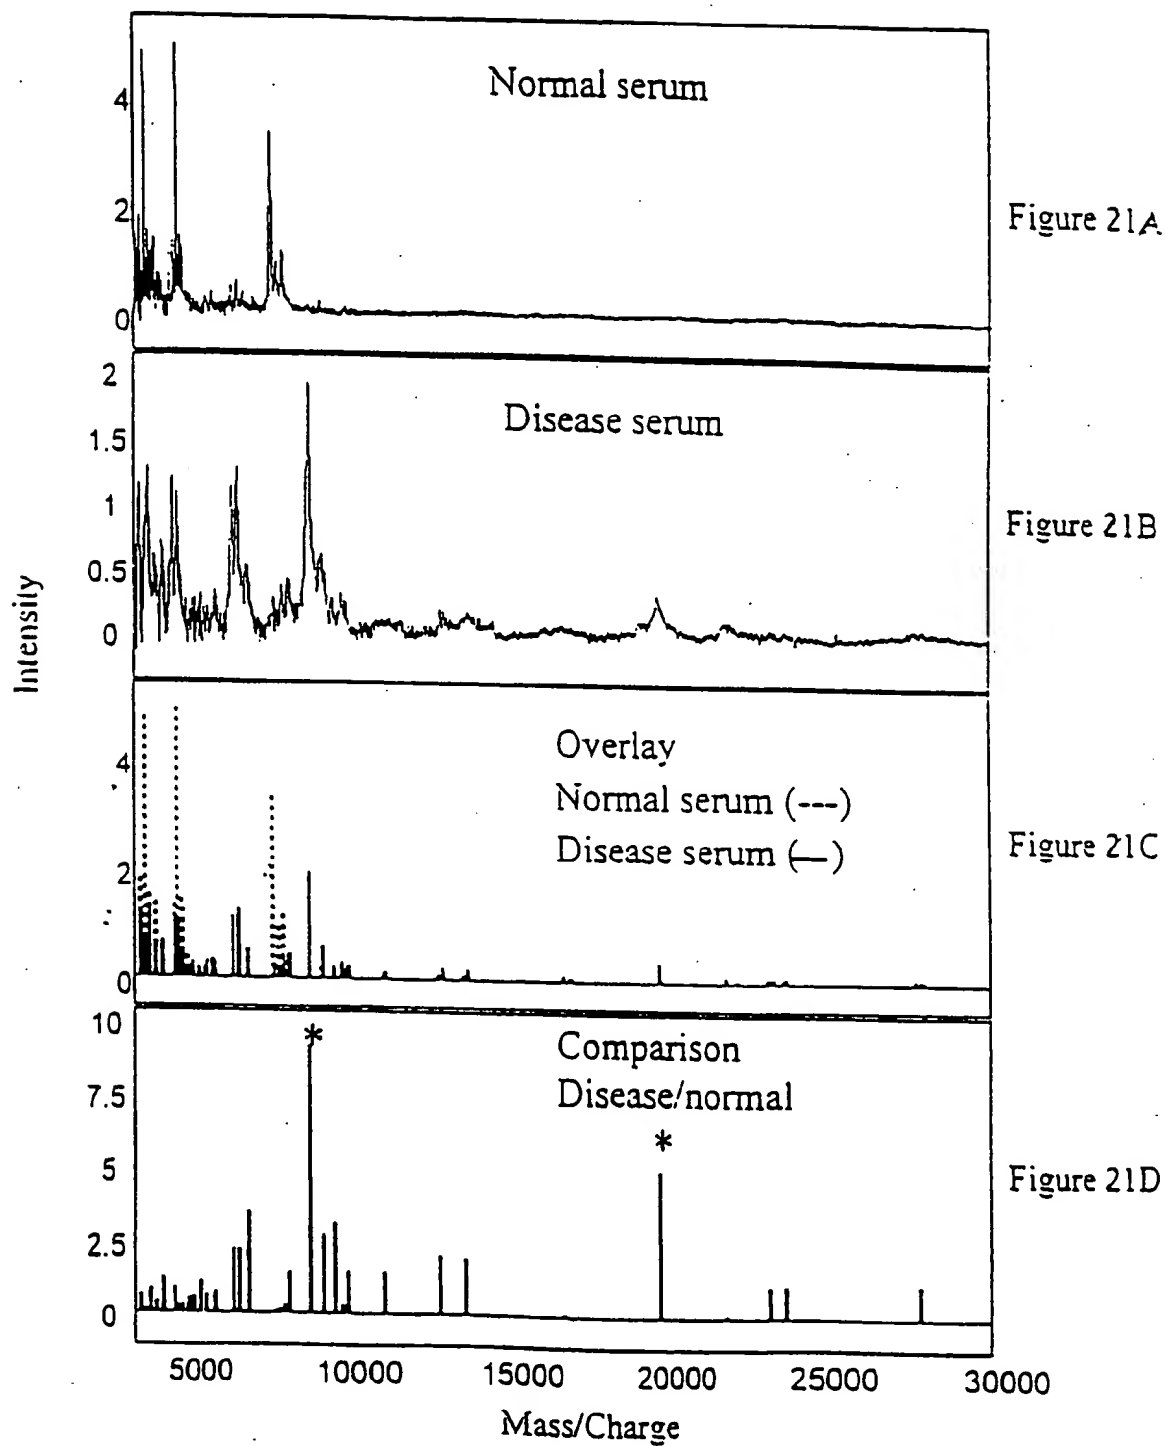 4
2
0
Normal serum
Figure 21A
2
1.5
1
0.5
0
Disease serum
Figure 21B
Intensity
4
2
0
Overlay
Normal serum (---)
Disease serum (—)
Figure 21C
10
7.5
5
2.5
0
*
Comparison
Disease/normal
*
Figure 21D
5000 10000 15000 20000 25000 30000
Mass/Charge